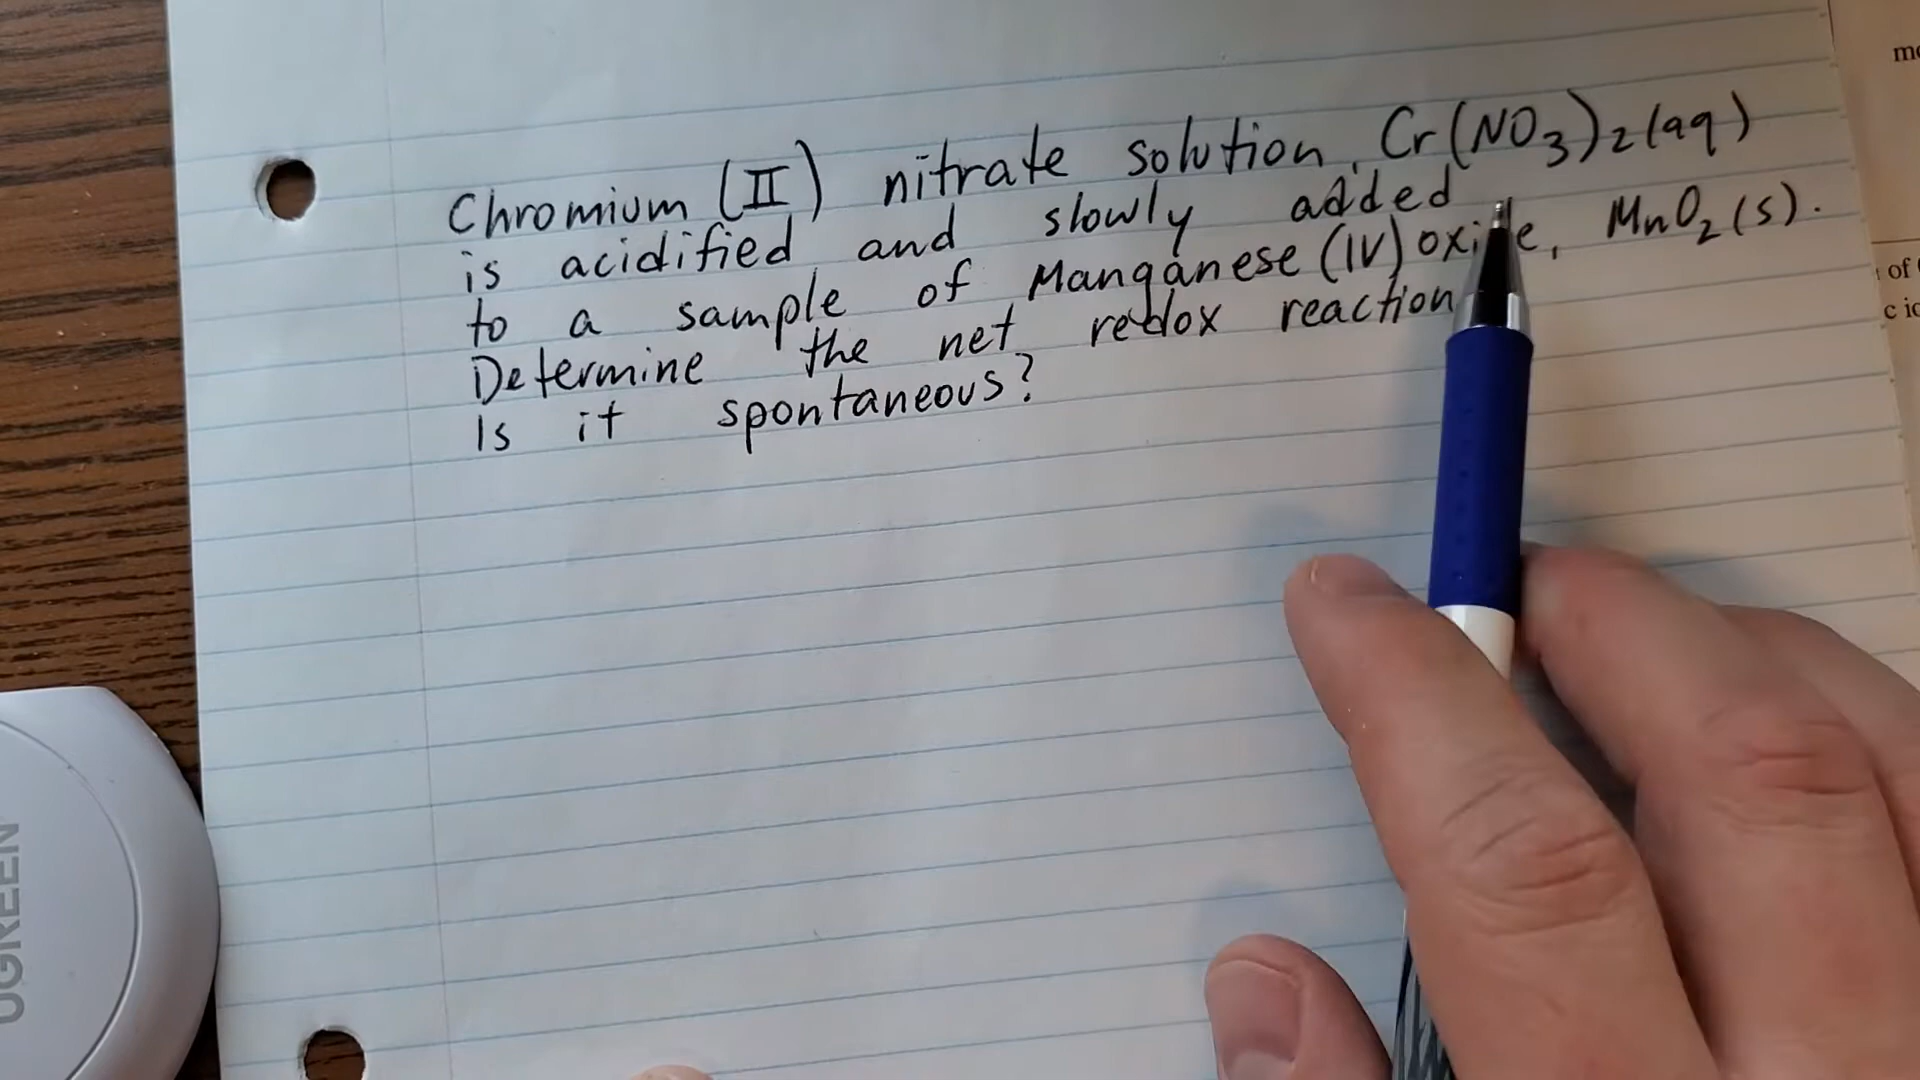 Chromium (II) nitrate solution, Cr(NO3)2(aq)
is acidified and slowly added
to a sample of Manganese (IV) oxide, MnO2(s).
Determine the net redox reaction
Is it spontaneous?
UGREEN
of